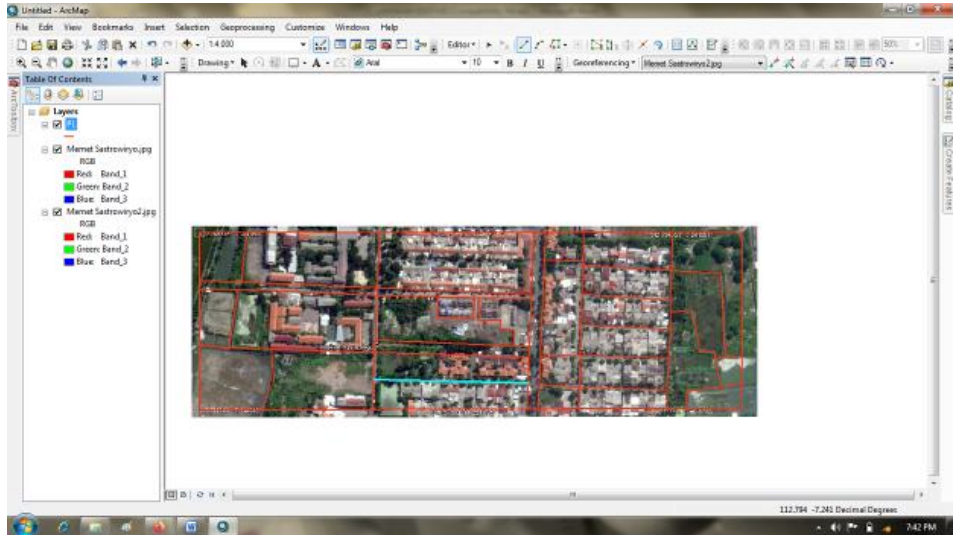 Untitled - ArcMap
File Edit View Bookmarks Insert Selection Geoprocessing Customize Windows Help
1:4.000
Editor
50%
Drawing
A
Arial
10
B I U
Georeferencing
Memet Sastrowiryo2.jpg
Table Of Contents
ArcToolbox
Layers
Memet Sastrowiryo.jpg
RGB
Red: Band_1
Green: Band_2
Blue: Band_3
Memet Sastrowiryo2.jpg
RGB
Red: Band_1
Green: Band_2
Blue: Band_3
Catalog
Create Features
112.794 -7.241 Decimal Degrees
7:42 PM